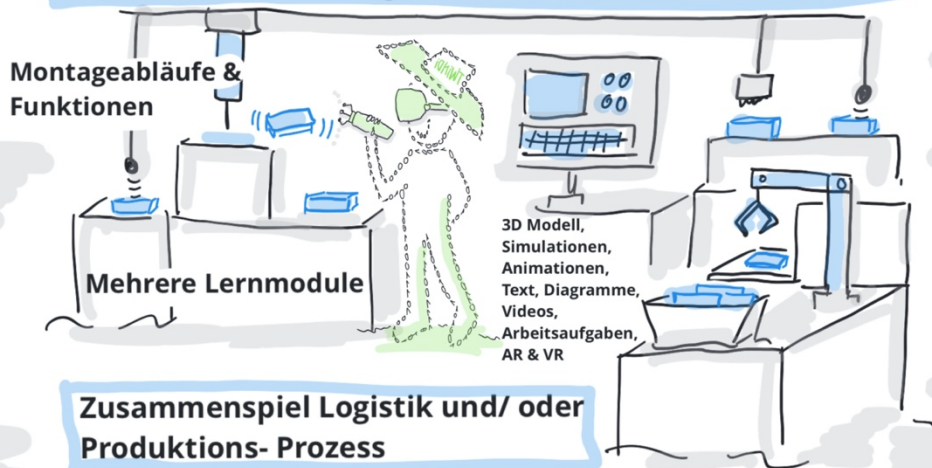 Montageabläufe &
Funktionen
Mehrere Lernmodule
3D Modell,
Simulationen,
Animationen,
Text, Diagramme,
Videos,
Arbeitsaufgaben,
AR & VR
Zusammenspiel Logistik und/ oder
Produktions- Prozess